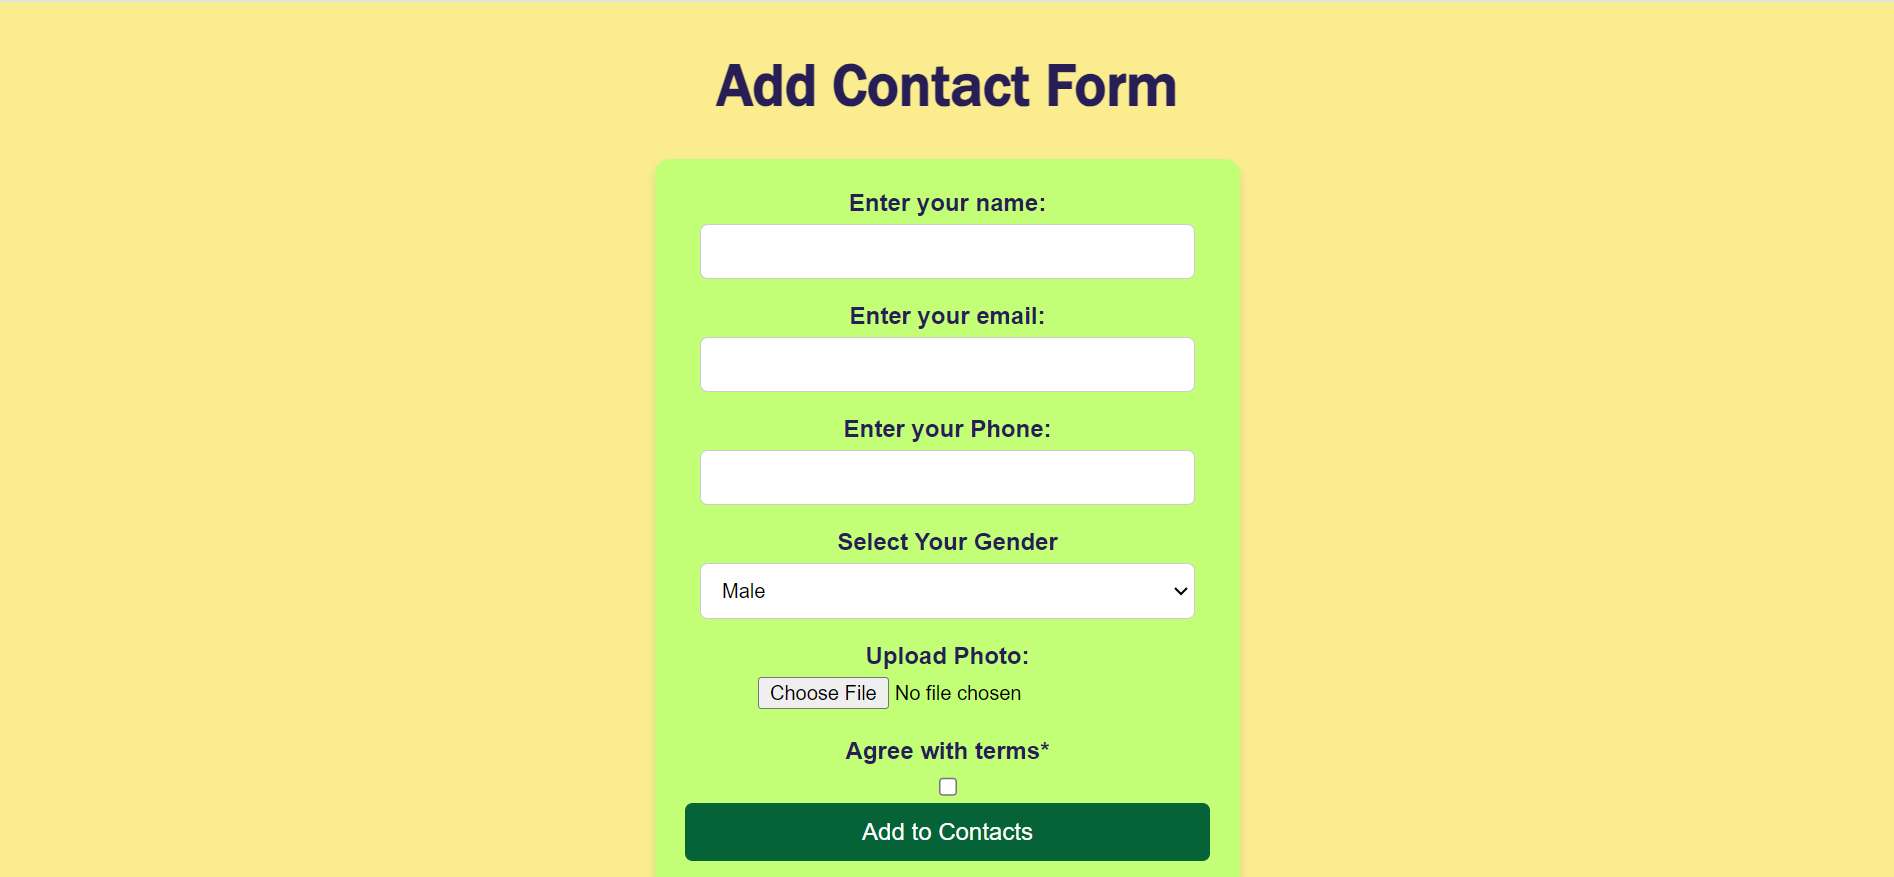 Add Contact Form
Enter your name:
Enter your email:
Enter your Phone:
Select Your Gender
Male
Upload Photo:
Choose File No file chosen
Agree with terms*
Add to Contacts